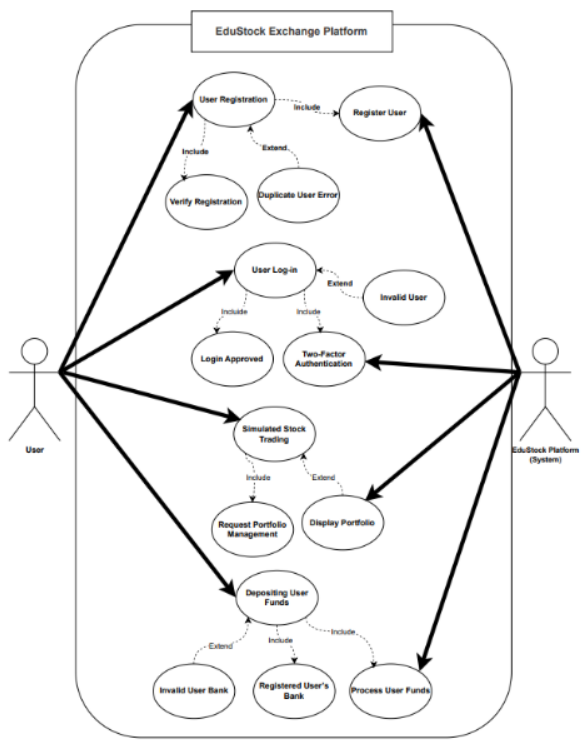 EduStock Exchange Platform
User Registration
Include
Register User
Include
Extend
Verify Registration
Duplicate User Error
User Log-in
Extend
Invalid User
Include
Include
Login Approved
Two-Factor
Authentication
User
EduStock Platform
(System)
Simulated Stock
Trading
Include
Extend
Request Portfolio
Management
Display Portfolio
Depositing User
Funds
Extend
Include
Include
Invalid User Bank
Registered User's
Bank
Process User Funds